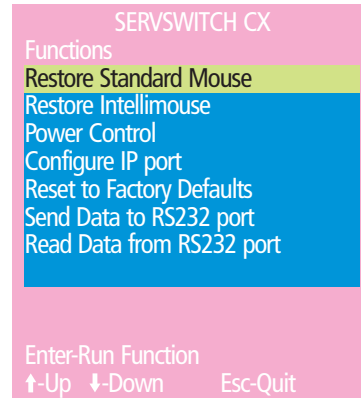 SERVSWITCH CX
Functions
Restore Standard Mouse
Restore Intellimouse
Power Control
Configure IP port
Reset to Factory Defaults
Send Data to RS232 port
Read Data from RS232 port
Enter-Run Function
↑-Up ↓-Down Esc-Quit